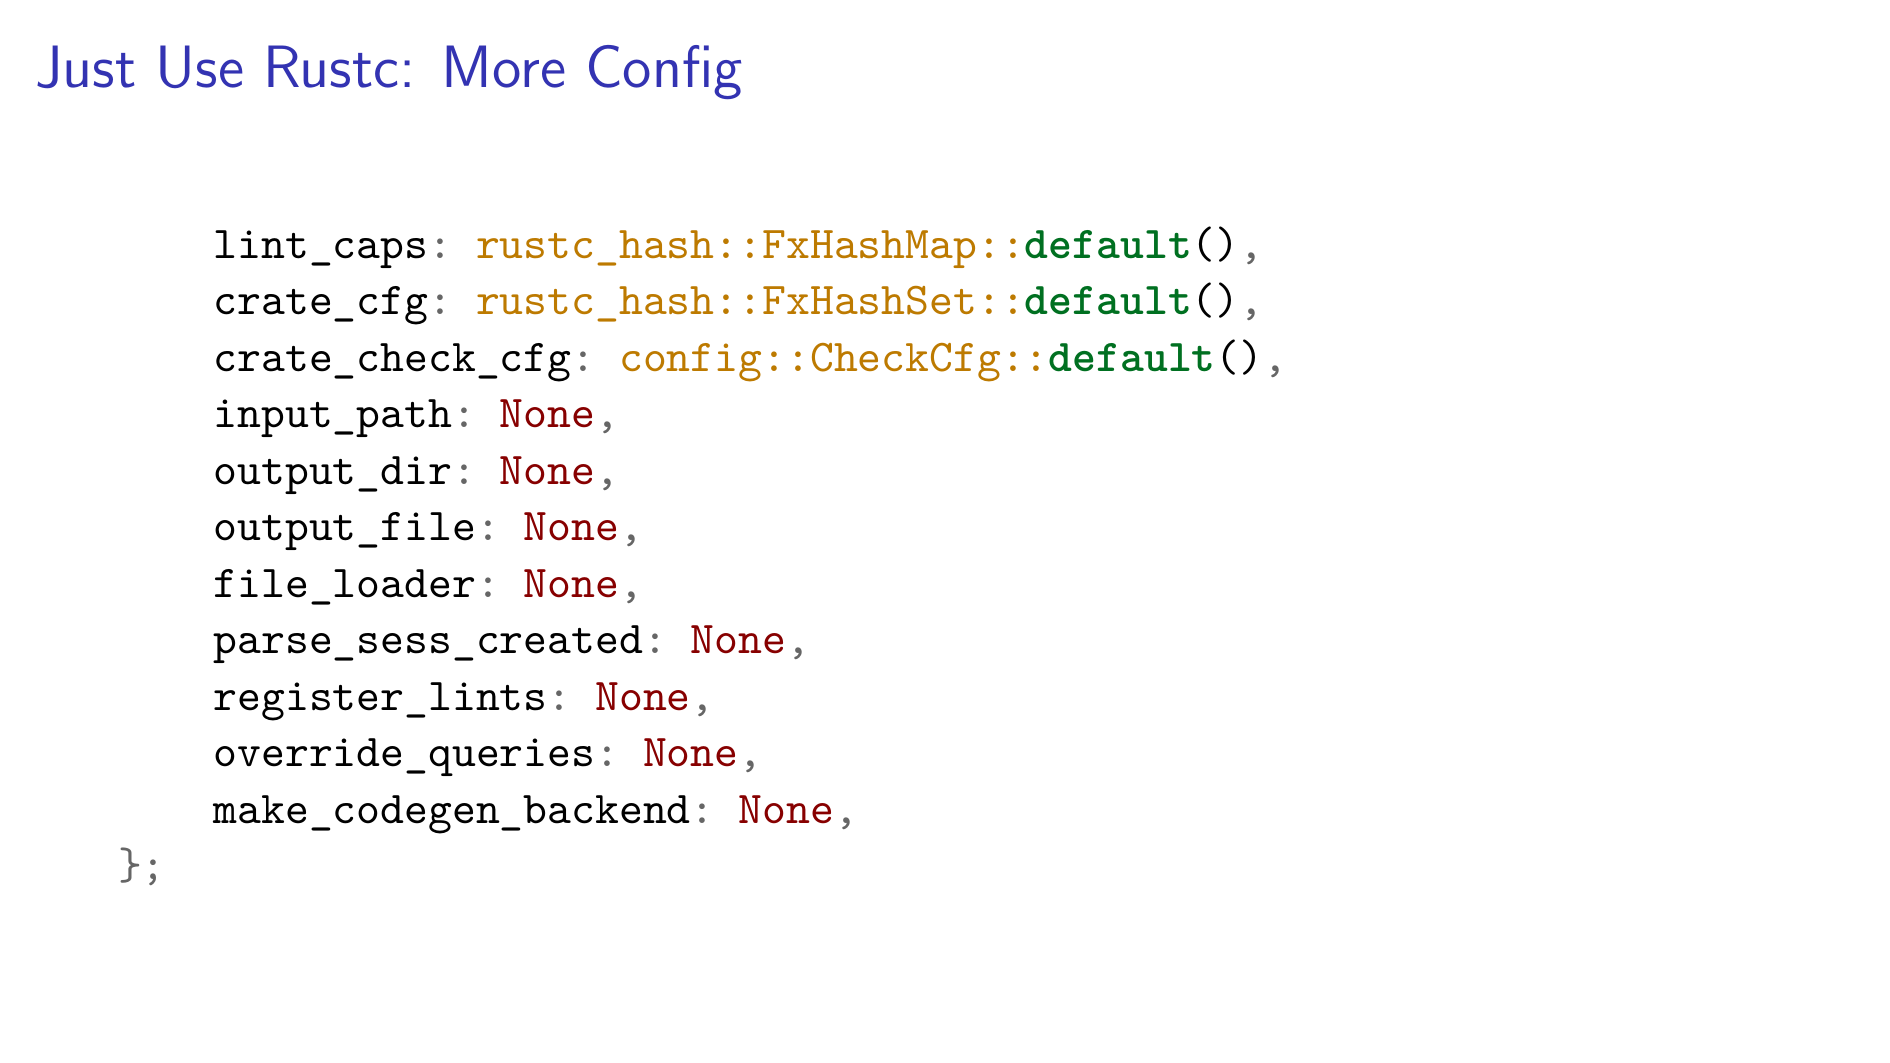 Just Use Rustc: More Config
lint_caps: rustc_hash::FxHashMap::default(),
crate_cfg: rustc_hash::FxHashSet::default(),
crate_check_cfg: config::CheckCfg::default(),
input_path: None,
output_dir: None,
output_file: None,
file_loader: None,
parse_sess_created: None,
register_lints: None,
override_queries: None,
make_codegen_backend: None,
};